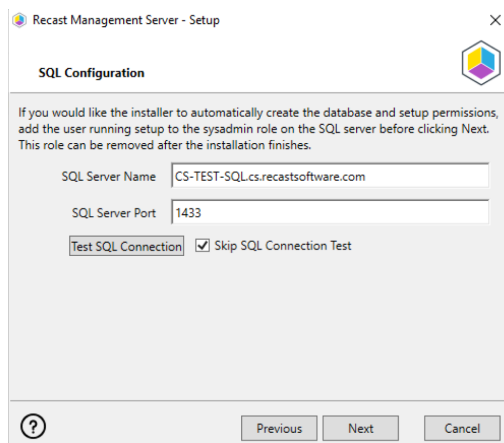 Recast Management Server - Setup
SQL Configuration
If you would like the installer to automatically create the database and setup permissions,
add the user running setup to the sysadmin role on the SQL server before clicking Next.
This role can be removed after the installation finishes.
SQL Server Name CS-TEST-SQL.cs.recastsoftware.com
SQL Server Port 1433
Test SQL Connection Skip SQL Connection Test
? Previous Next Cancel